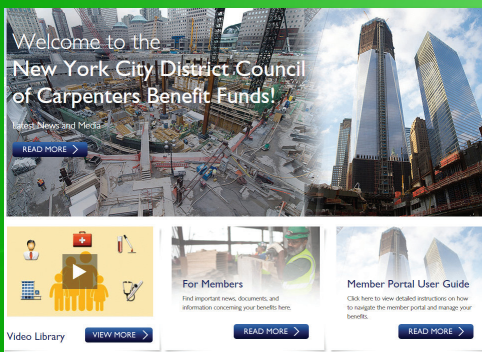 Welcome to the
New York City District Council
of Carpenters Benefit Funds!
Latest News and Media
READ MORE
For Members
Find important news, documents, and
information concerning your benefits here.
READ MORE
Member Portal User Guide
Click here to view detailed instructions on how
to navigate the member portal and manage your
benefits.
READ MORE
Video Library
VIEW MORE